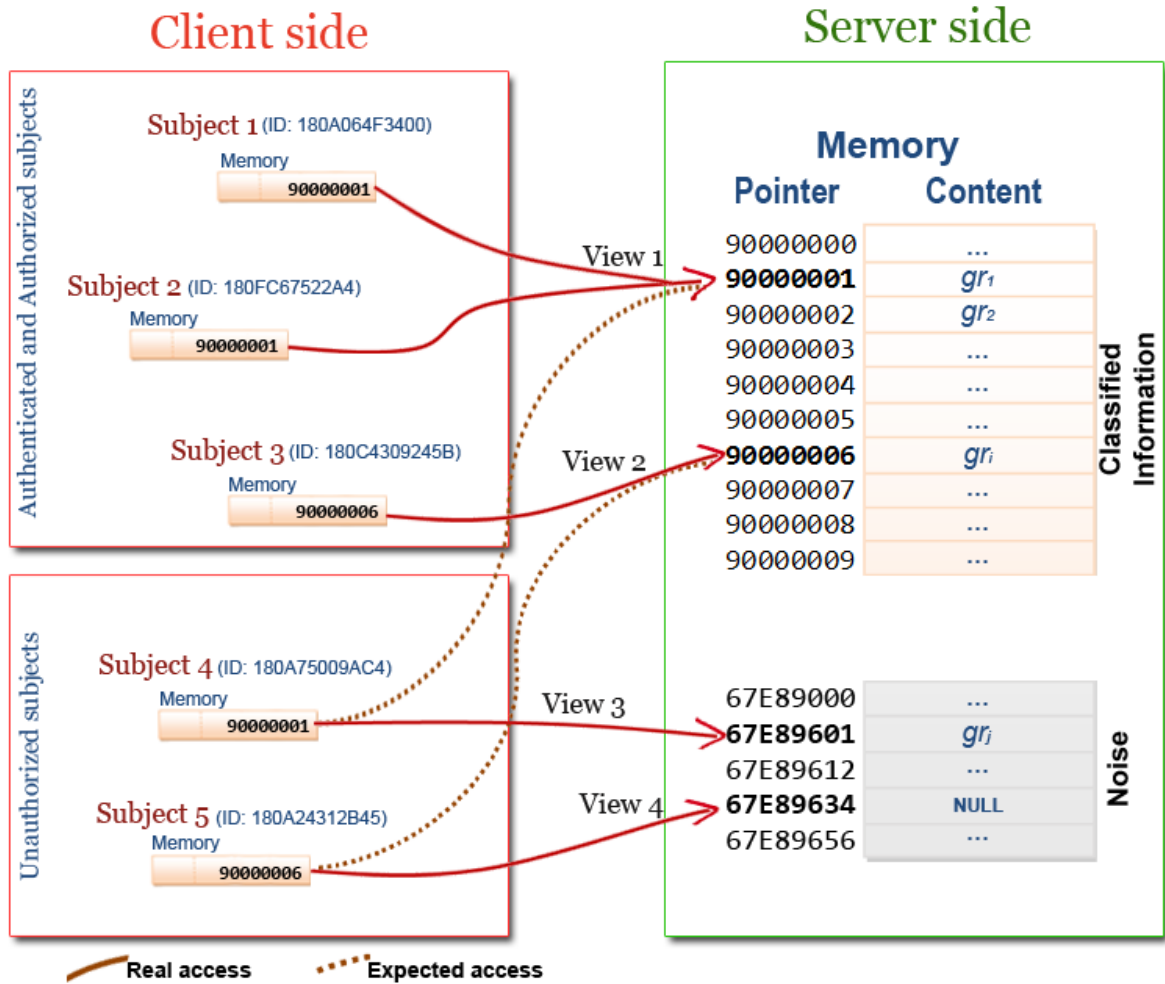 Client side
Server side
Authenticated and Authorized subjects
Subject 1 (ID: 180A064F3400)
Memory
90000001
Subject 2 (ID: 180FC67522A4)
Memory
90000001
Subject 3 (ID: 180C4309245B)
Memory
90000006
Unauthorized subjects
Subject 4 (ID: 180A75009AC4)
Memory
90000001
Subject 5 (ID: 180A24312B45)
Memory
90000006
View 1
View 2
View 3
View 4
Memory
Pointer Content
90000000 ...
90000001 gr₁
90000002 gr₂
90000003 ...
90000004 ...
90000005 ...
90000006 grᵢ
90000007 ...
90000008 ...
90000009 ...
Classified
Information
67E89000 ...
67E89601 grⱼ
67E89612 ...
67E89634 NULL
67E89656 ...
Noise
Real access
Expected access